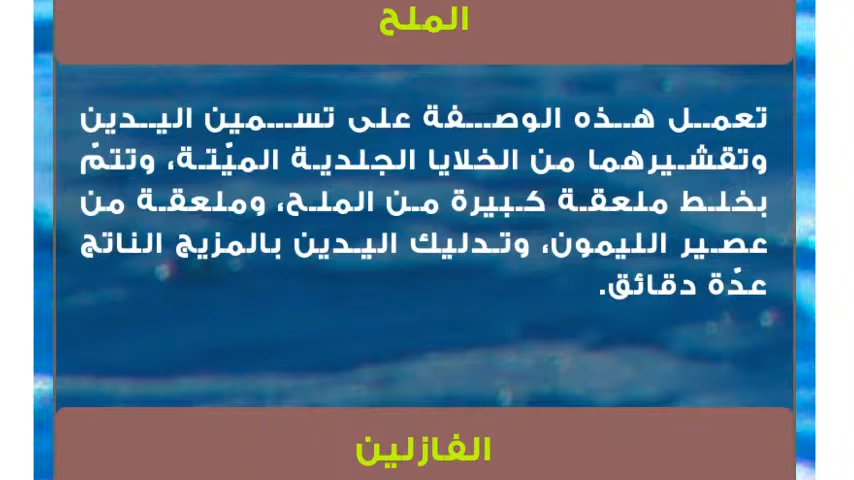 الملح
تعمل هذه الوصفة على تسمين اليدين
وتقشيرهما من الخلايا الجلدية الميّتة، وتتمّ
بخلط ملعقة كبيرة من الملح، وملعقة من
عصير الليمون، وتدليك اليدين بالمزيج الناتج
عدّة دقائق.
الفازلين